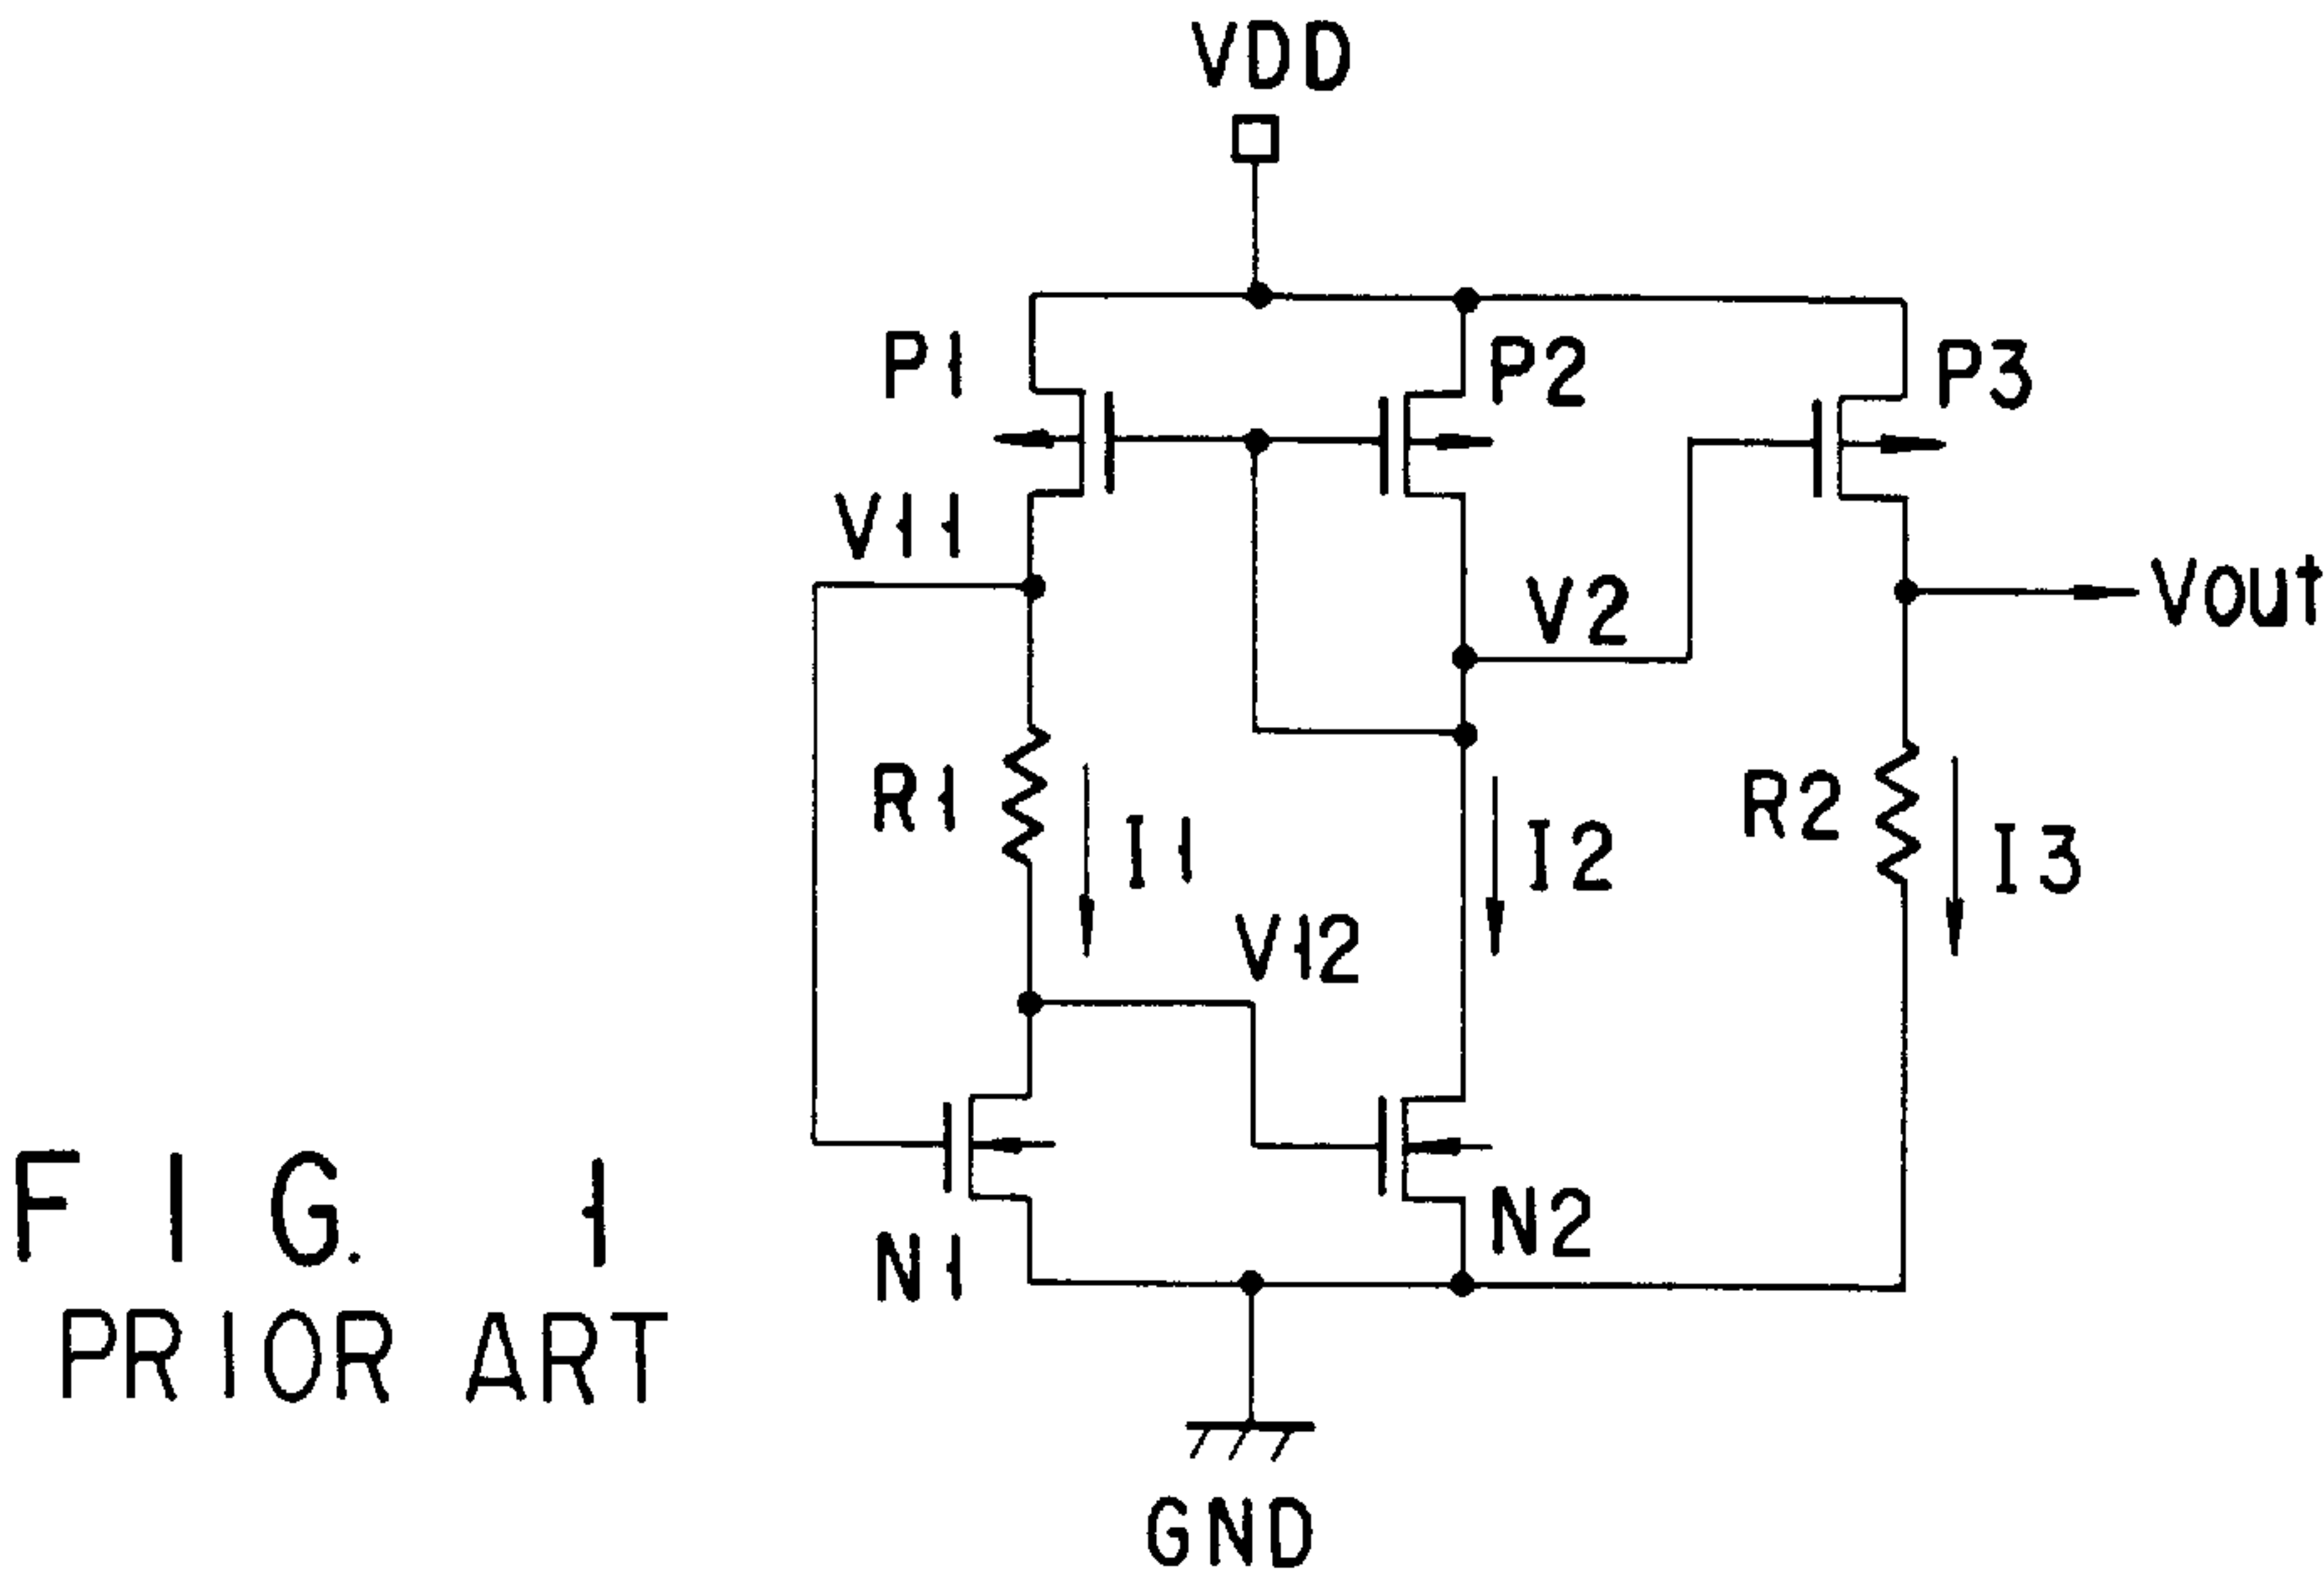 VDD
P1
P2
P3
V11
V2
Vout
R1
I1
I2
R2
I3
V12
N1
N2
GND
FIG. 1
PRIOR ART